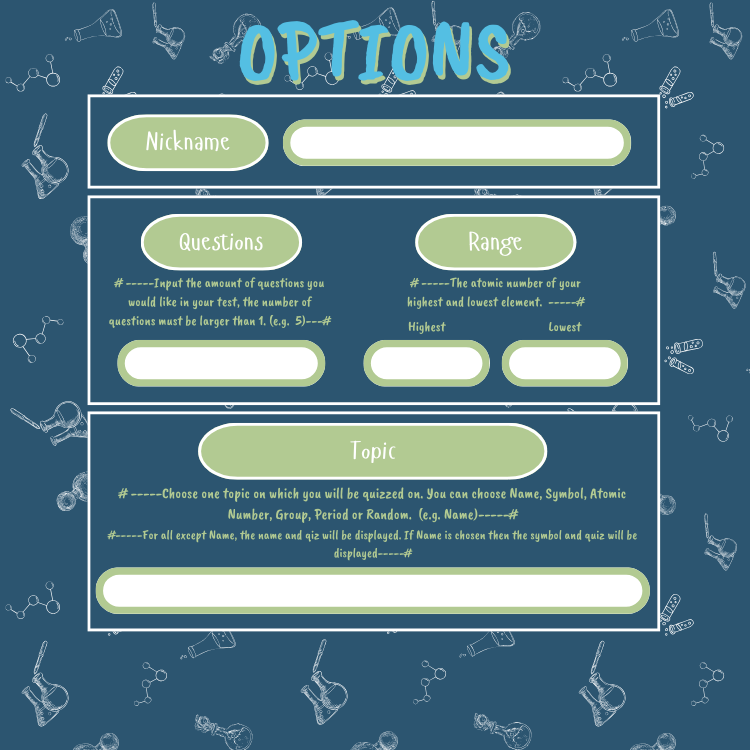 OPTIONS
Nickname
Questions
Range
#-----Input the amount of questions you
would like in your test, the number of
questions must be larger than 1. (e.g. 5)---#
#-----The atomic number of your
highest and lowest element. -----#
Highest
Lowest
Topic
#-----Choose one topic on which you will be quizzed on. You can choose Name, Symbol, Atomic
Number, Group, Period or Random. (e.g. Name)-----#
#-----For all except Name, the name and qiz will be displayed. If Name is chosen then the symbol and quiz will be
displayed-----#